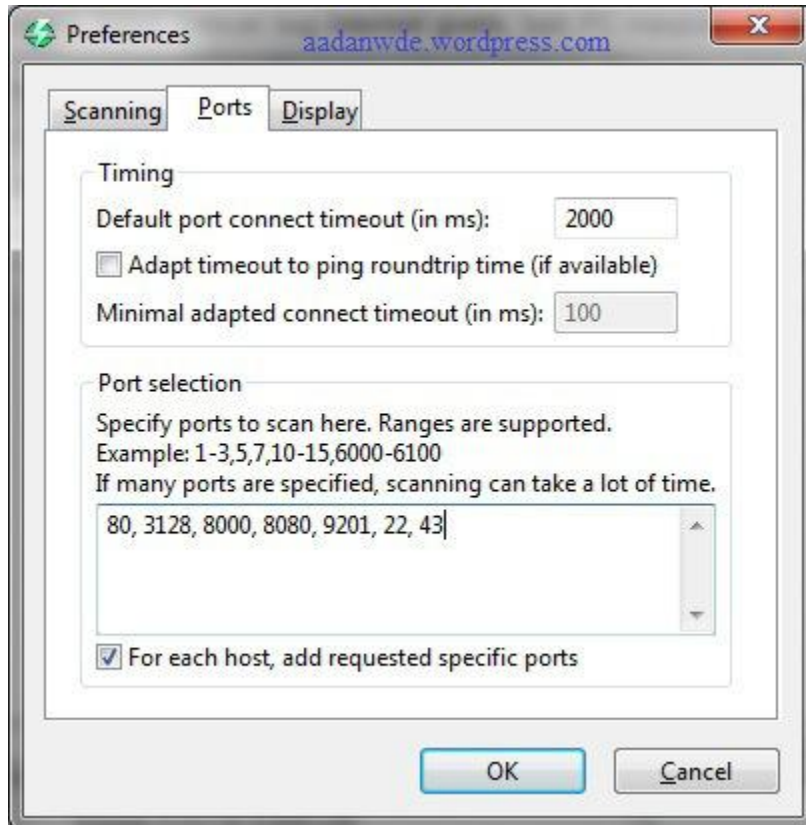 Preferences
aadanwde.wordpress.com
X
Scanning Ports Display
Timing
Default port connect timeout (in ms): 2000
Adapt timeout to ping roundtrip time (if available)
Minimal adapted connect timeout (in ms): 100
Port selection
Specify ports to scan here. Ranges are supported.
Example: 1-3,5,7,10-15,6000-6100
If many ports are specified, scanning can take a lot of time.
80, 3128, 8000, 8080, 9201, 22, 43
For each host, add requested specific ports
OK Cancel